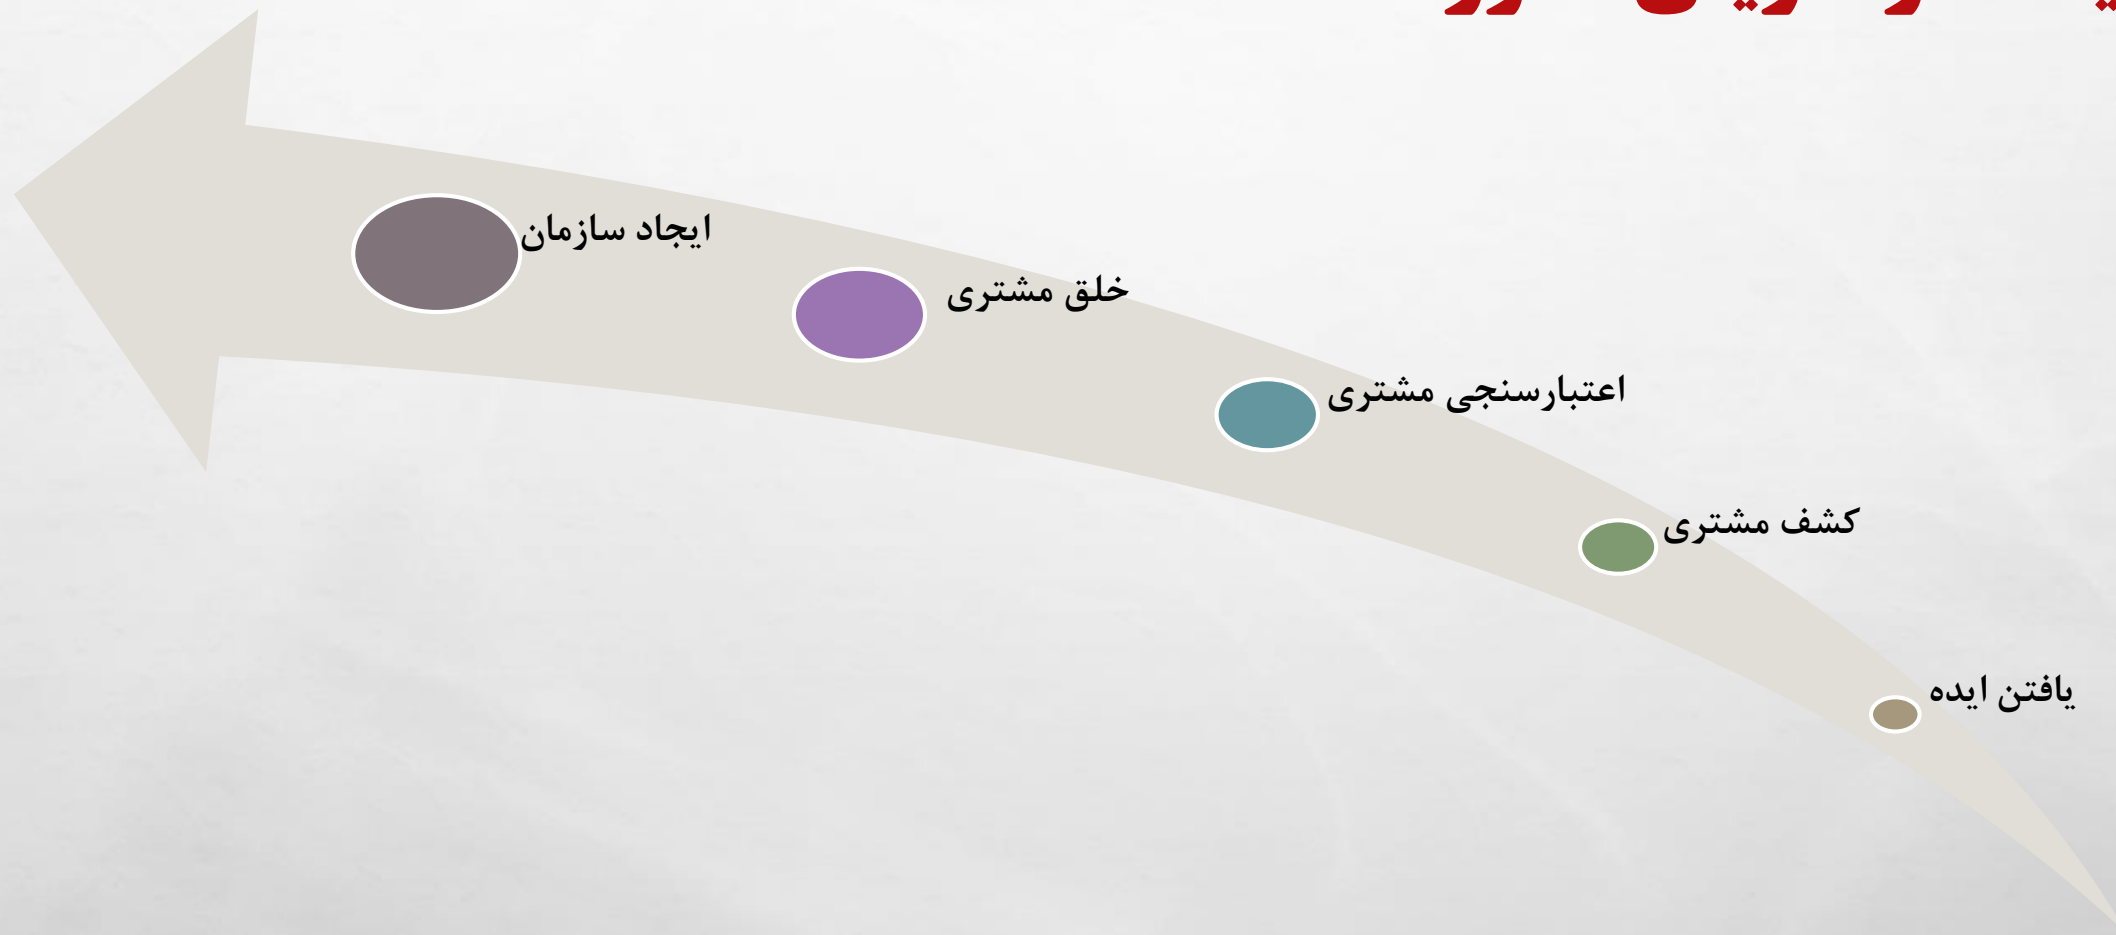 یافتن ایده
کشف مشتری
اعتبارسنجی مشتری
خلق مشتری
ایجاد سازمان